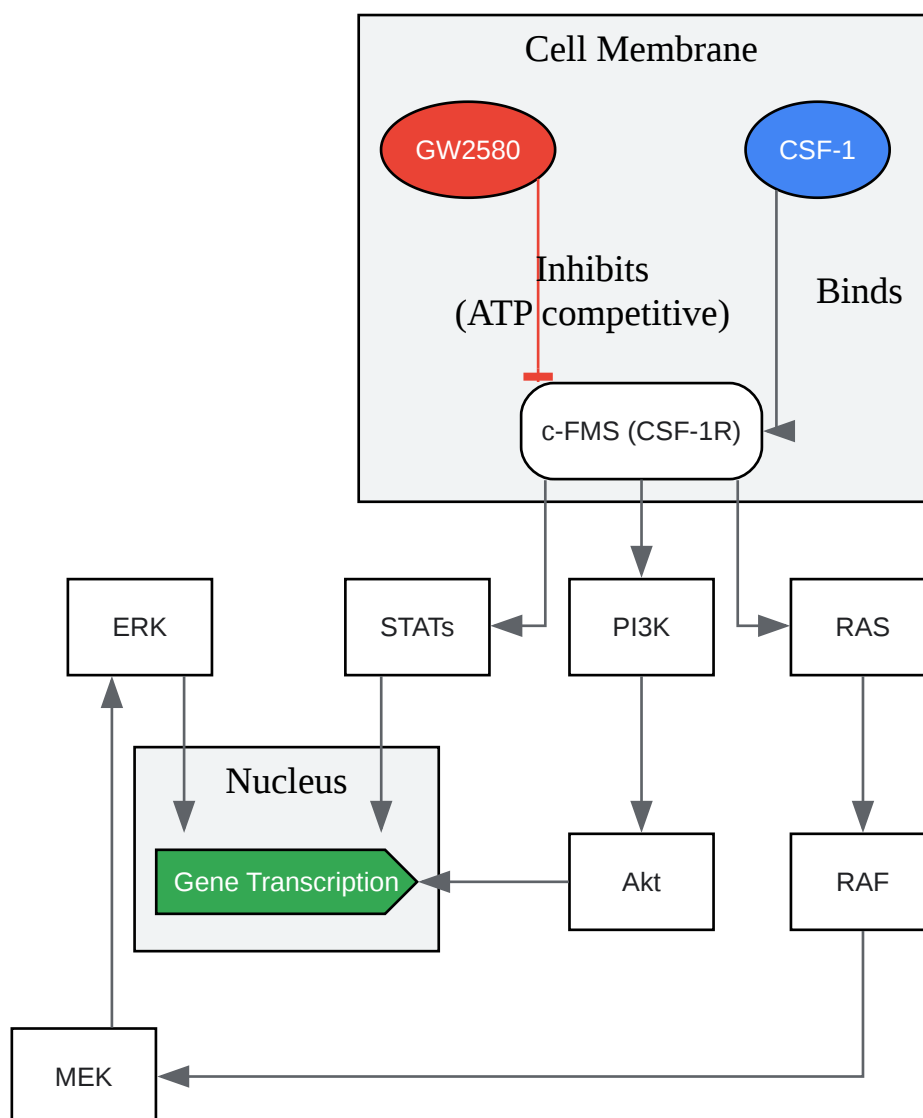 Cell Membrane
GW2580
CSF-1
Inhibits
(ATP competitive)
Binds
c-FMS (CSF-1R)
ERK
STATs
PI3K
RAS
Nucleus
Gene Transcription
Akt
RAF
MEK